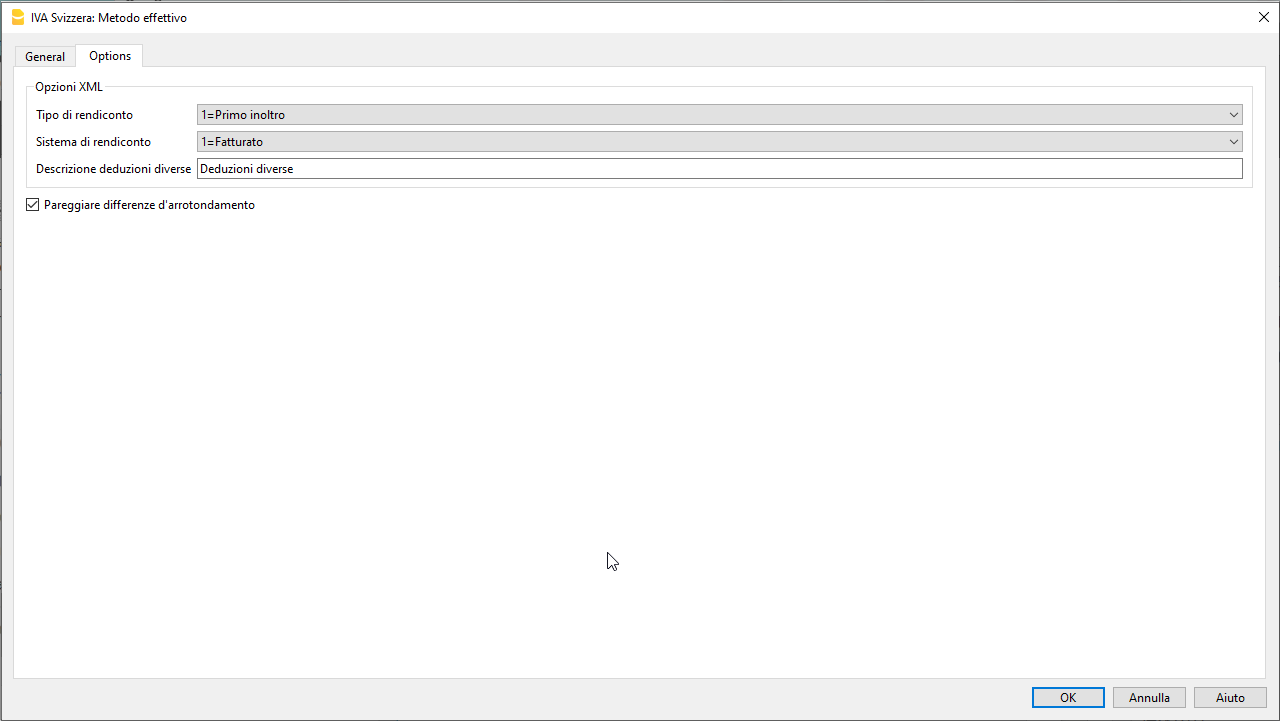 IVA Svizzera: Metodo effettivo
General Options
Opzioni XML
Tipo di rendiconto 1=Primo inoltro
Sistema di rendiconto 1=Fatturato
Descrizione deduzioni diverse Deduzioni diverse
Pareggiare differenze d'arrotondamento
OK Annulla Aiuto